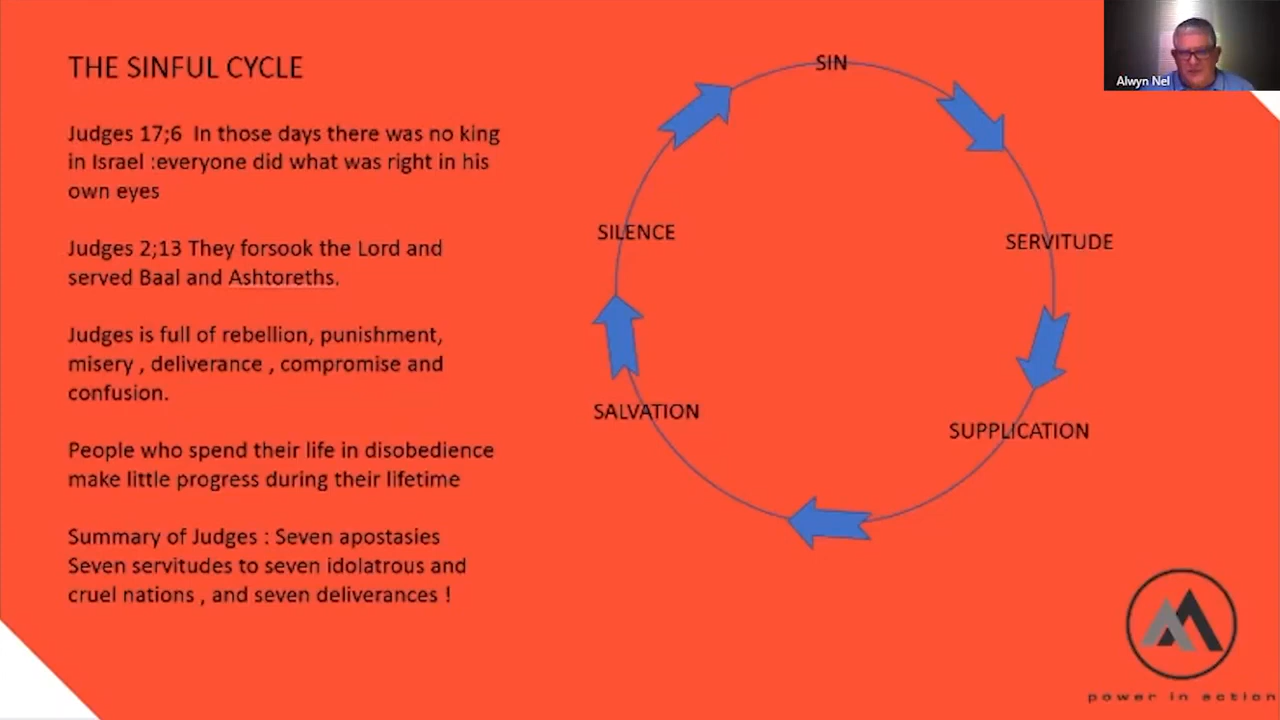 THE SINFUL CYCLE
Judges 17;6 In those days there was no king
in Israel :everyone did what was right in his
own eyes
Judges 2;13 They forsook the Lord and
served Baal and Ashtoreths.
Judges is full of rebellion, punishment,
misery , deliverance , compromise and
confusion.
People who spend their life in disobedience
make little progress during their lifetime
Summary of Judges : Seven apostasies
Seven servitudes to seven idolatrous and
cruel nations , and seven deliverances !
SIN
SERVITUDE
SUPPLICATION
SALVATION
SILENCE
Alwyn Nel
power in action